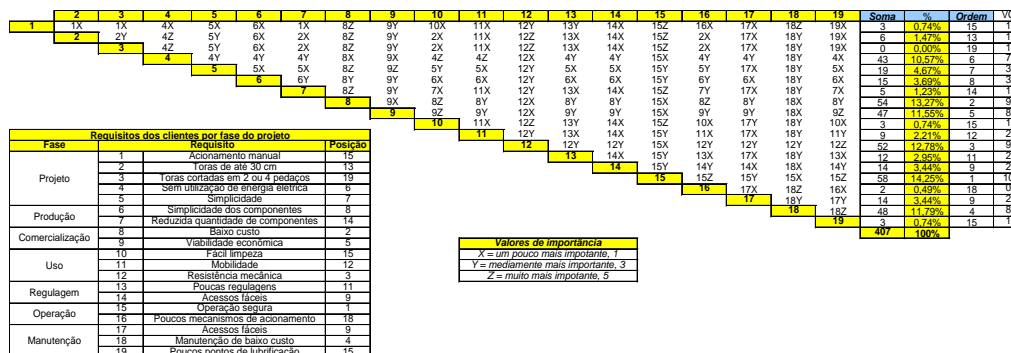 2 3 4 5 6 7 8 9 10 11 12 13 14 15 16 17 18 19 Soma % Ordem
1 1X 1X 4X 5X 6X 1X 8Z 9Y 10X 11X 12Y 13Y 14X 15Z 16X 17X 18Z 19X 3 0,74% 15
2 2Y 4Z 5Y 6X 2X 8Z 9Y 2X 11X 12Z 13X 14X 15Z 2X 17X 18Y 19X 6 1,47% 13
3 4Z 5Y 6X 2X 8Z 9Y 2X 11X 12Z 13X 14X 15Z 2X 17X 18Y 19X 0 0,00% 19
4 4Y 4Y 4Y 8X 9X 4Z 4Z 12X 4Y 4Y 15X 4Y 4Y 18X 4X 43 10,57% 6
5 5X 5X 8Z 9Z 5Y 5X 12Y 5X 5X 15Y 5Y 17X 18Y 5X 19 4,67% 7
6 6Y 8Y 9Y 6X 6X 12Y 6X 6X 15Y 6Y 6X 18Y 6X 15 3,69% 8
7 8Z 9Y 7X 11X 12Y 13X 14X 15Z 7Y 17X 18Y 7X 5 1,23% 14
8 9X 8Z 8Y 12Y 8Y 8Y 15X 8Z 8Y 18X 8Y 54 13,27% 2
9 9Z 9Y 12X 9Y 9Y 15X 9Y 9Y 18X 9Z 47 11,55% 5
10 11X 12Z 13Y 14X 15Z 10X 17Y 18Y 10X 3 0,74% 15
11 12Y 13X 14X 15Y 11X 17X 18Y 11Y 9 2,21% 12
12 12Y 12Y 15X 12Y 12Y 12Y 12Z 52 12,78% 3
13 14X 15Y 13X 17X 18Y 13X 12 2,95% 11
14 15Y 14Y 14X 18X 14Y 14 3,44% 9
15 15Z 15Y 15X 15Z 58 14,25% 1
16 17X 18Z 16X 2 0,49% 18
17 18Y 17Y 14 3,44% 9
18 18Z 48 11,79% 4
19 3 0,74% 15
407 100%
Requisitos dos clientes por fase do projeto
Fase Requisito Posição
Projeto
1 Acionamento manual 15
2 Toras de até 30 cm 13
3 Toras cortadas em 2 ou 4 pedaços 19
4 Sem utilização de energia elétrica 6
5 Simplicidade 7
Produção
6 Simplicidade dos componentes 8
7 Reduzida quantidade de componentes 14
Comercialização
8 Baixo custo 2
9 Viabilidade econômica 5
Uso
10 Fácil limpeza 15
11 Mobilidade 12
12 Resistência mecânica 3
Regulagem
13 Poucas regulagens 11
14 Acessos fáceis 9
Operação
15 Operação segura 1
16 Poucos mecanismos de acionamento 18
Manutenção
17 Acessos fáceis 9
18 Manutenção de baixo custo 4
19 Poucos pontos de lubrificação 15
Valores de importância
X = um pouco mais impotante, 1
Y = mediamente mais importante, 3
Z = muito mais impotante, 5